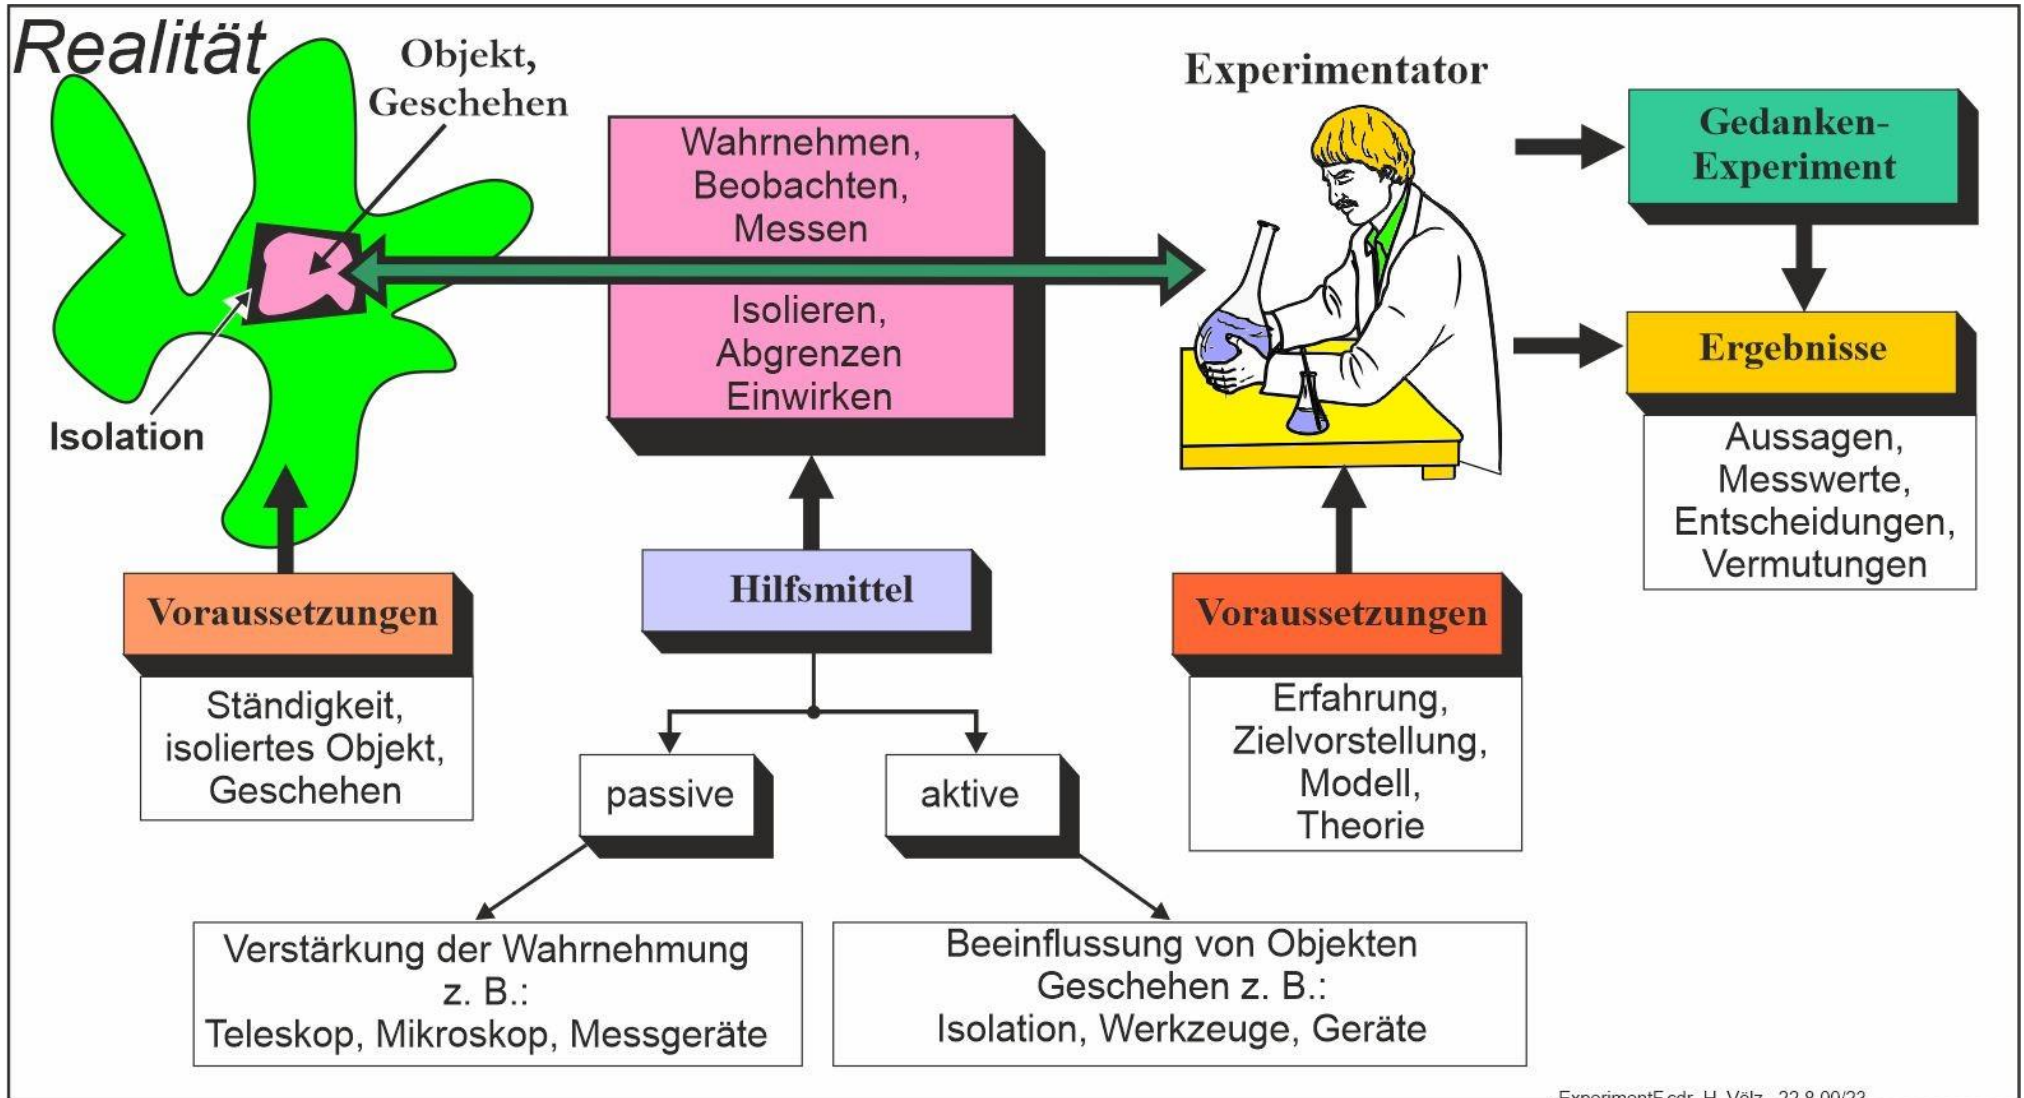 Realität
Objekt,
Geschehen
Isolation
Wahrnehmen,
Beobachten,
Messen
Isolieren,
Abgrenzen
Einwirken
Experimentator
Gedanken-
Experiment
Ergebnisse
Aussagen,
Messwerte,
Entscheidungen,
Vermutungen
Voraussetzungen
Ständigkeit,
isoliertes Objekt,
Geschehen
Hilfsmittel
passive
aktive
Voraussetzungen
Erfahrung,
Zielvorstellung,
Modell,
Theorie
Verstärkung der Wahrnehmung
z. B.:
Teleskop, Mikroskop, Messgeräte
Beeinflussung von Objekten
Geschehen z. B.:
Isolation, Werkzeuge, Geräte
H. Völz